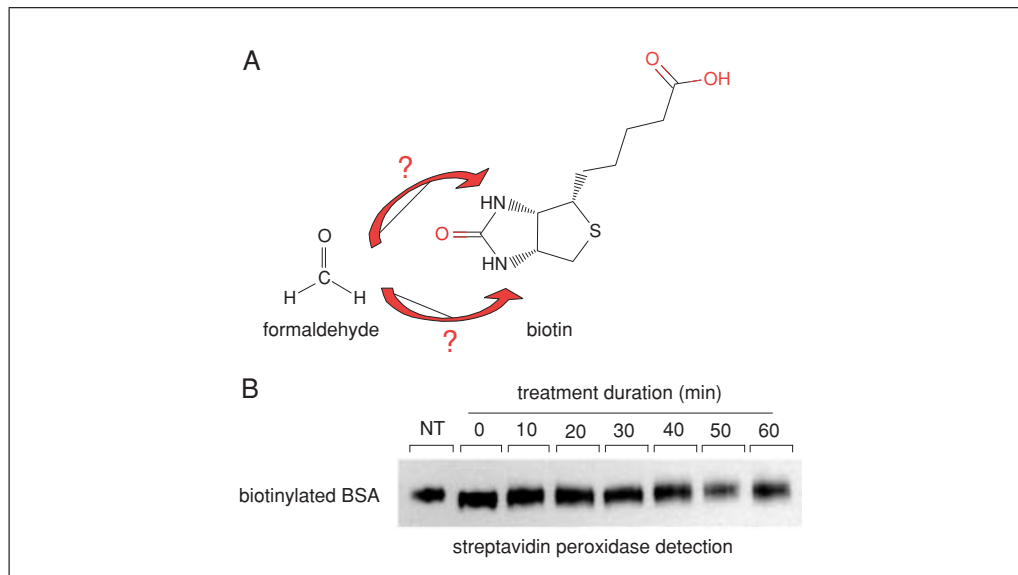 A
O
OH
?
HN
S
O
HN
O
C
H H
formaldehyde
?
biotin
B
treatment duration (min)
NT 0 10 20 30 40 50 60
biotinylated BSA
streptavidin peroxidase detection